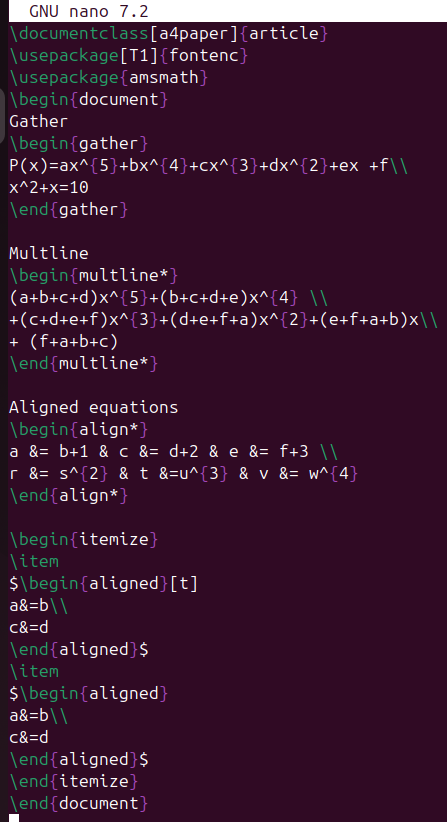 GNU nano 7.2
\documentclass[a4paper]{article}
\usepackage[T1]{fontenc}
\usepackage{amsmath}
\begin{document}
Gather
\begin{gather}
P(x)=ax^{5}+bx^{4}+cx^{3}+dx^{2}+ex +f\\
x^2+x=10
\end{gather}

Multline
\begin{multline*}
(a+b+c+d)x^{5}+(b+c+d+e)x^{4} \\
+(c+d+e+f)x^{3}+(d+e+f+a)x^{2}+(e+f+a+b)x\\
+ (f+a+b+c)
\end{multline*}

Aligned equations
\begin{align*}
a &= b+1 & c &= d+2 & e &= f+3 \\
r &= s^{2} & t &=u^{3} & v &= w^{4}
\end{align*}

\begin{itemize}
\item
$\begin{aligned}[t]
a&=b\\
c&=d
\end{aligned}$
\item
$\begin{aligned}
a&=b\\
c&=d
\end{aligned}$
\end{itemize}
\end{document}